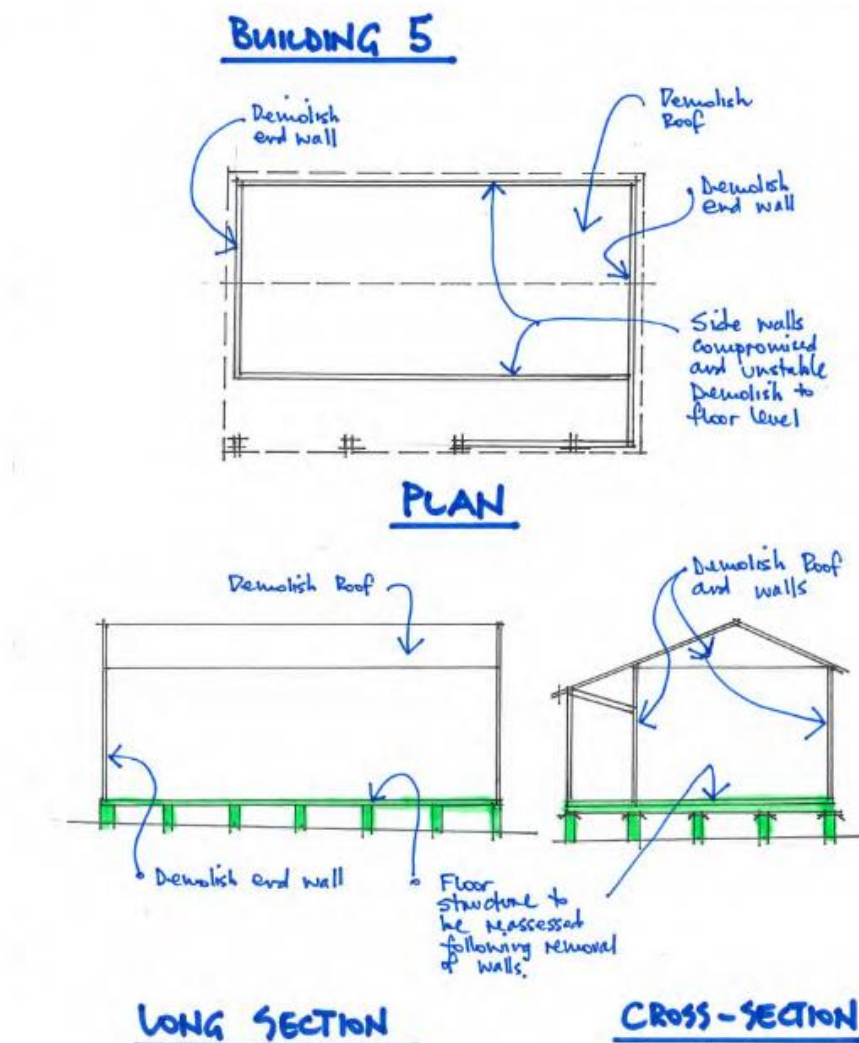 BUILDING 5
Demolish
end wall
Demolish
Roof
Demolish
end wall
Side walls
compromised
and unstable
Demolish to
floor level
PLAN
Demolish Roof
Demolish Roof
and walls
Demolish end wall
Floor
structure to
be reassessed
following removal
of walls.
LONG SECTION
CROSS-SECTION